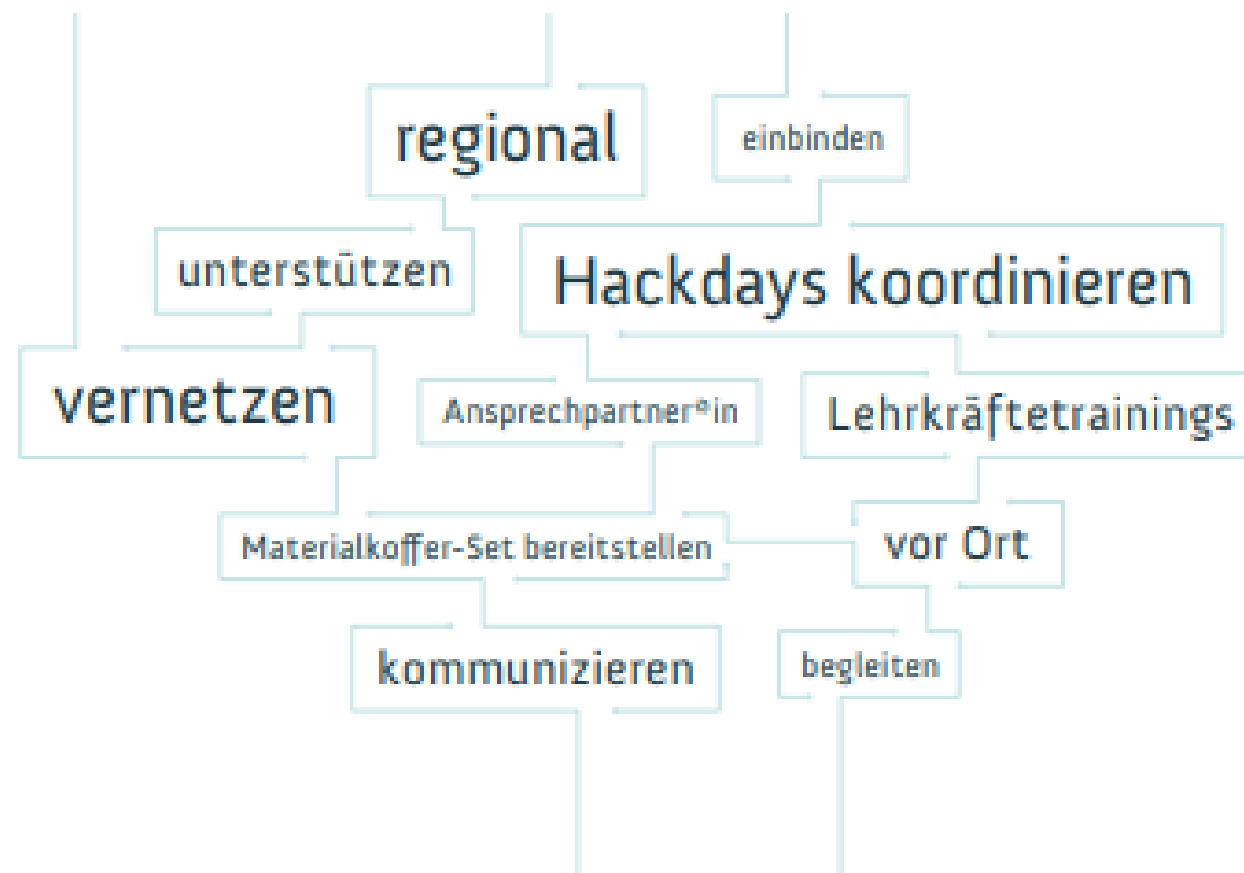 regional
einbinden
unterstützen
Hackdays koordinieren
vernetzen
Ansprechpartner*in
Lehrkräftetrainings
Materialkoffer-Set bereitstellen
vor Ort
kommunizieren
begleiten